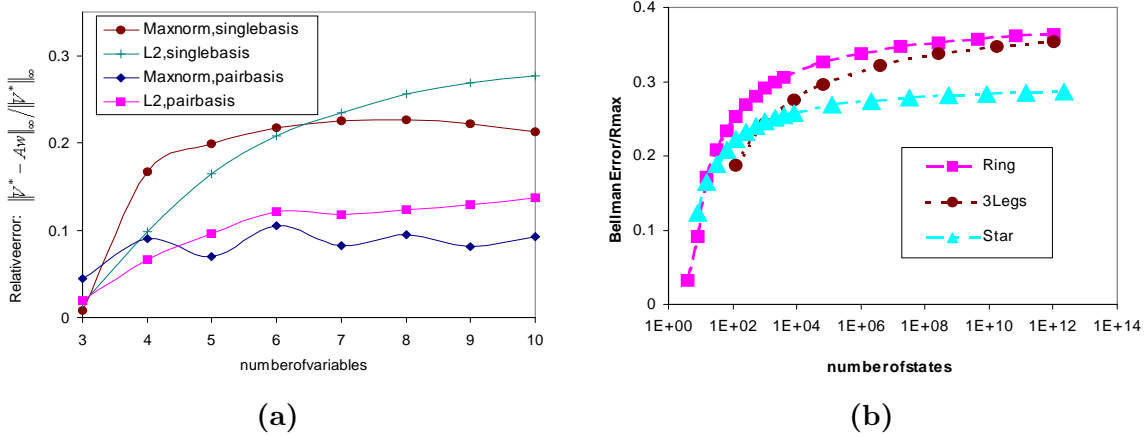 0.3
0.2
0.1
0
Relativeerror: ‖V* - Aw‖∞/‖V*‖∞
Maxnorm,singlebasis
L2,singlebasis
Maxnorm,pairbasis
L2,pairbasis
3 4 5 6 7 8 9 10
numberofvariables
(a)
0.4
0.3
0.2
0.1
0
Bellman Error/Rmax
Ring
3Legs
Star
1E+00 1E+02 1E+04 1E+06 1E+08 1E+10 1E+12 1E+14
numberofstates
(b)